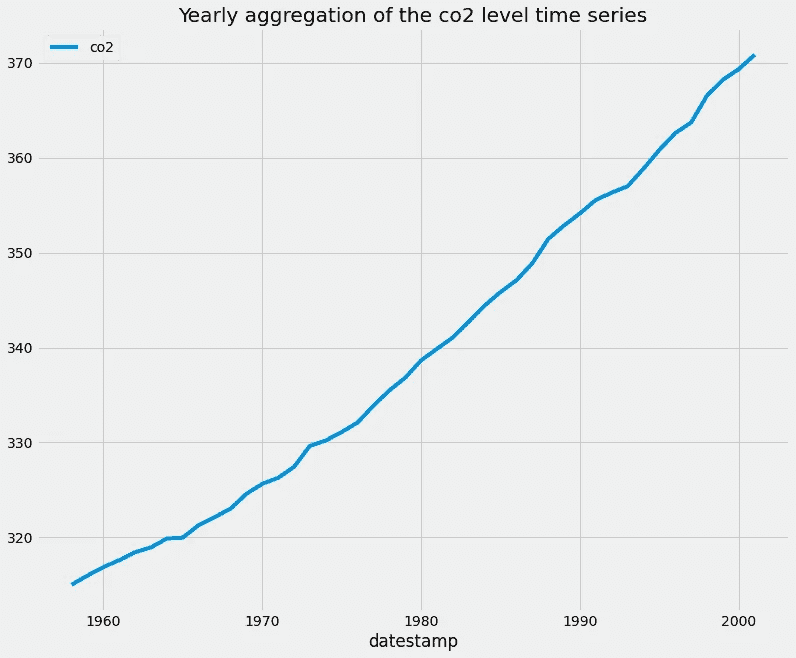 Yearly aggregation of the co2 level time series
co2
370
360
350
340
330
320
1960 1970 1980 1990 2000
datestamp